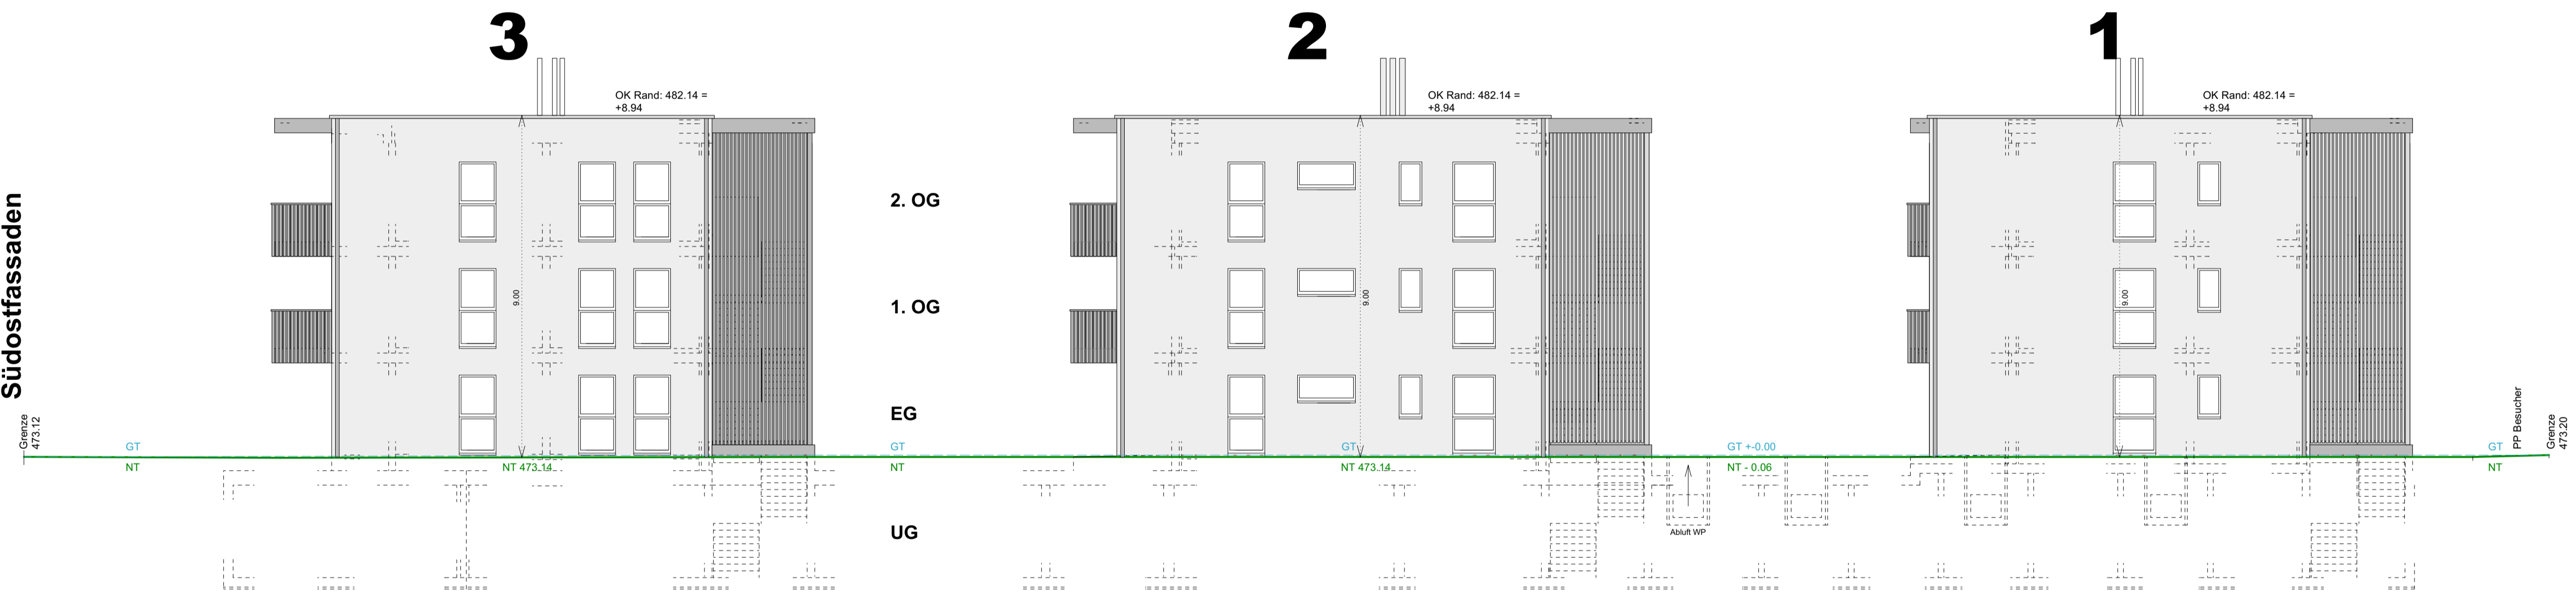 3
2
1
OK Rand: 482.14 =
+8.94
OK Rand: 482.14 =
+8.94
OK Rand: 482.14 =
+8.94
Südostfassaden
2. OG
1. OG
EG
UG
9.00
9.00
9.00
Grenze
473.12
GT
NT
NT 473.14
GT
NT
GT
NT 473.14
GT +-0.00
NT - 0.06
Abluft WP
GT
NT
PP Besucher
Grenze
473.20